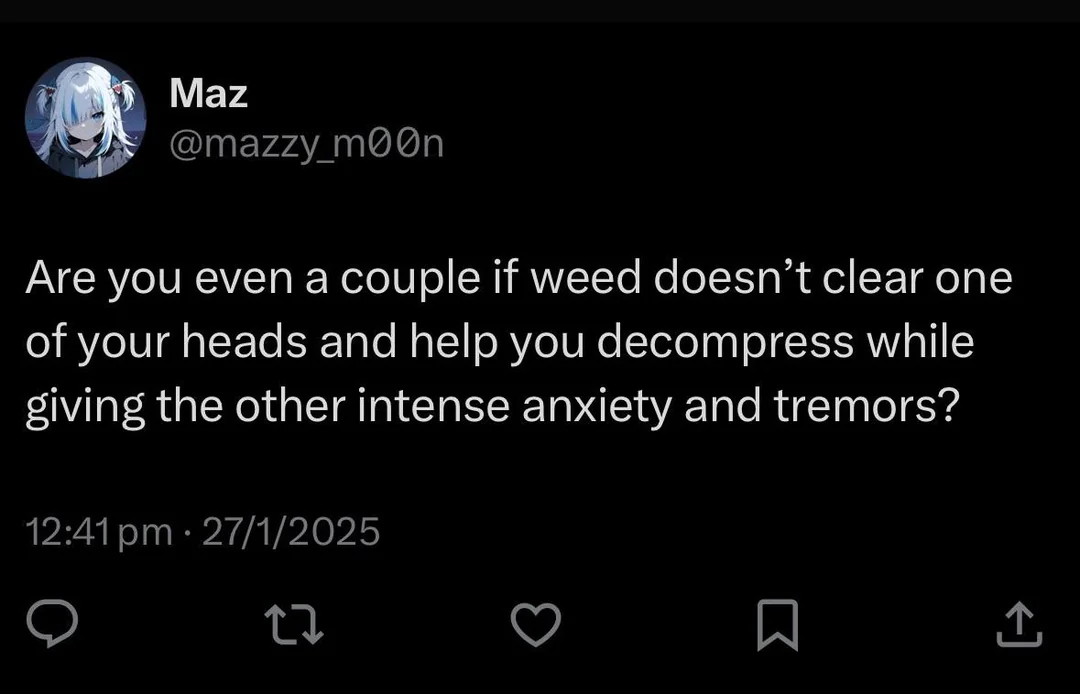 Maz
@mazzy_m00n
Are you even a couple if weed doesn’t clear one
of your heads and help you decompress while
giving the other intense anxiety and tremors?
12:41 pm · 27/1/2025